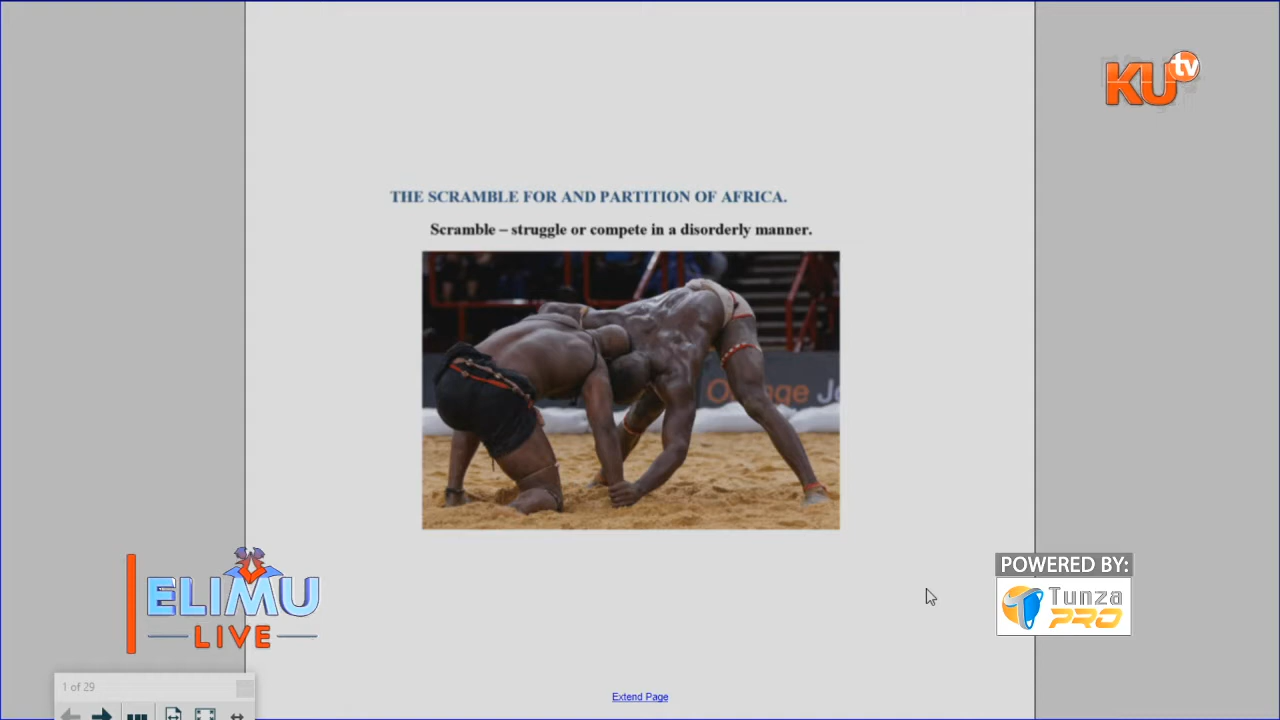 KU tv
THE SCRAMBLE FOR AND PARTITION OF AFRICA.
Scramble – struggle or compete in a disorderly manner.
Orange
ELIMU
LIVE
POWERED BY:
Tunza
PRO
1 of 29
Extend Page